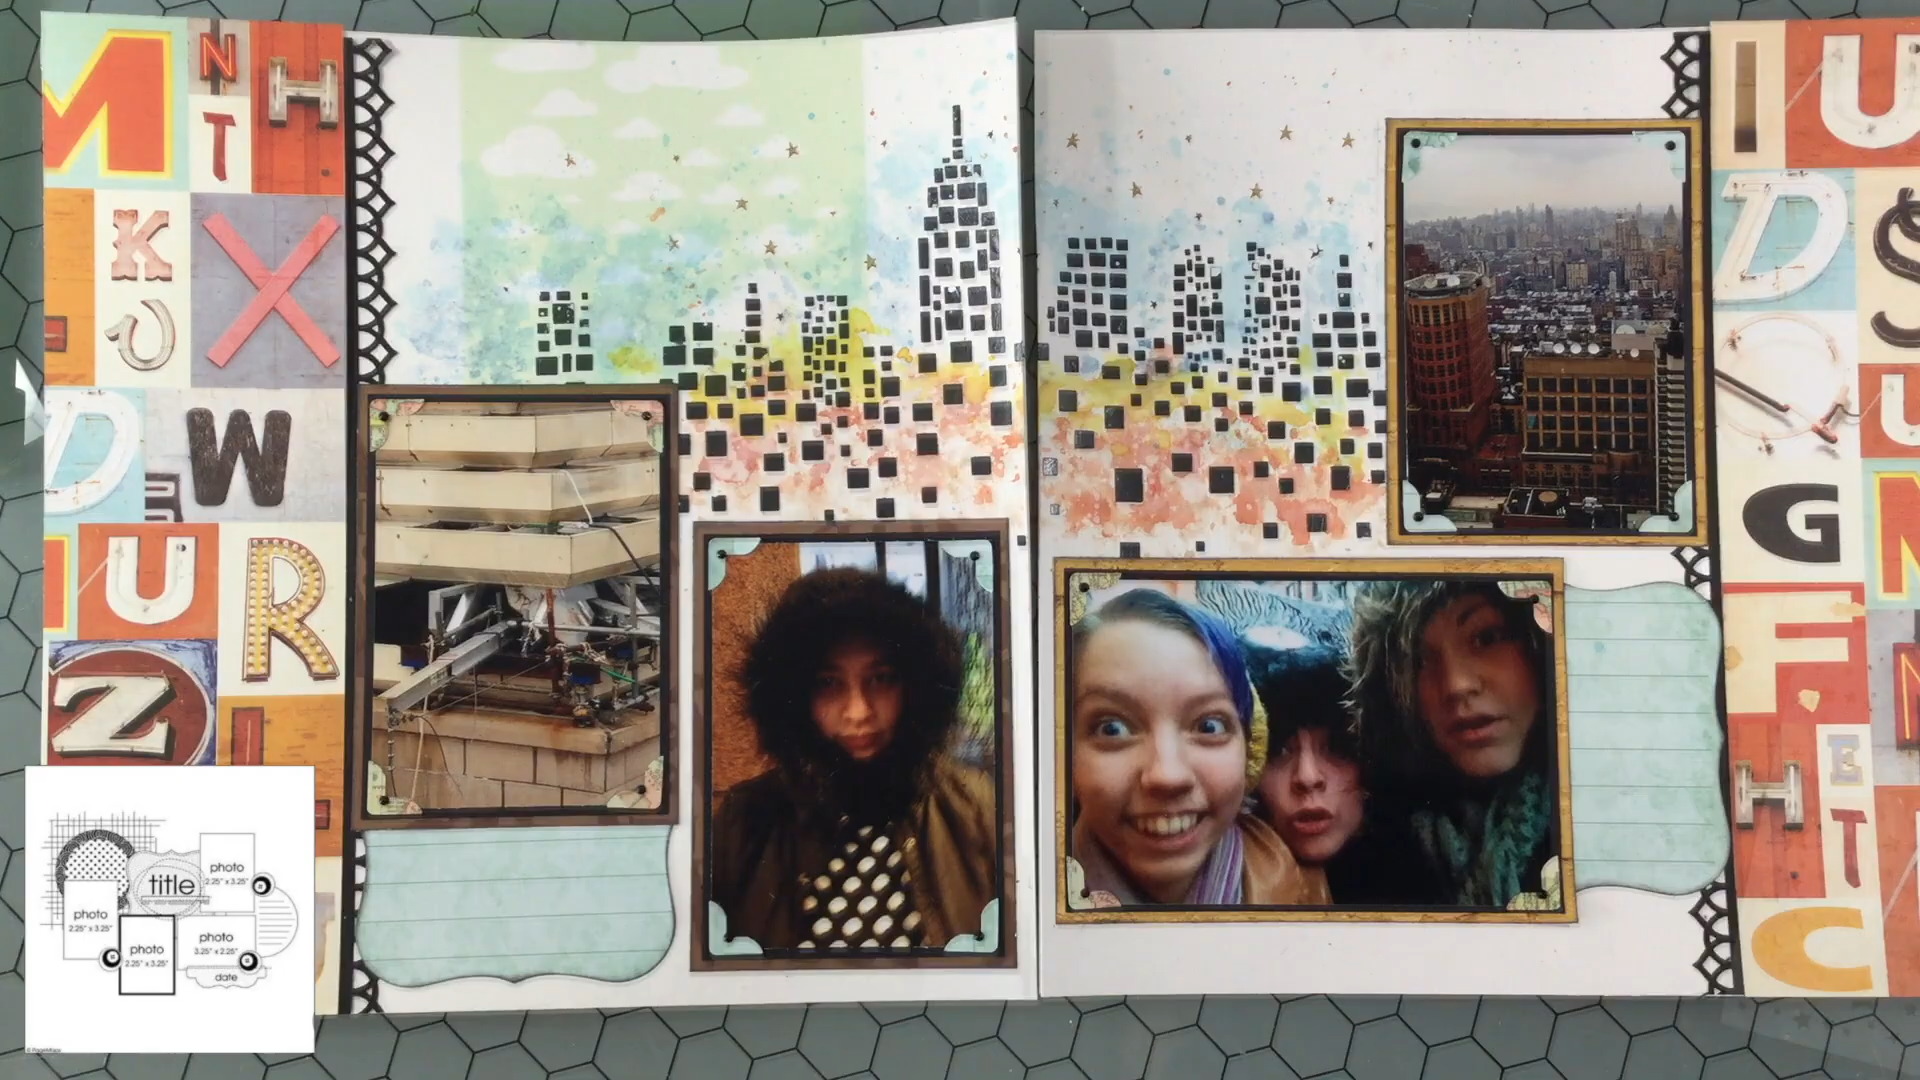 M N H
T
K X
U
D W
U R
Z
I U
D S
Q U
G N
F
E
H T
C
photo
2.25" x 3.25"
title
photo
2.25" x 3.25"
photo
2.25" x 3.25"
photo
3.25" x 2.25"
date
© PageMaps